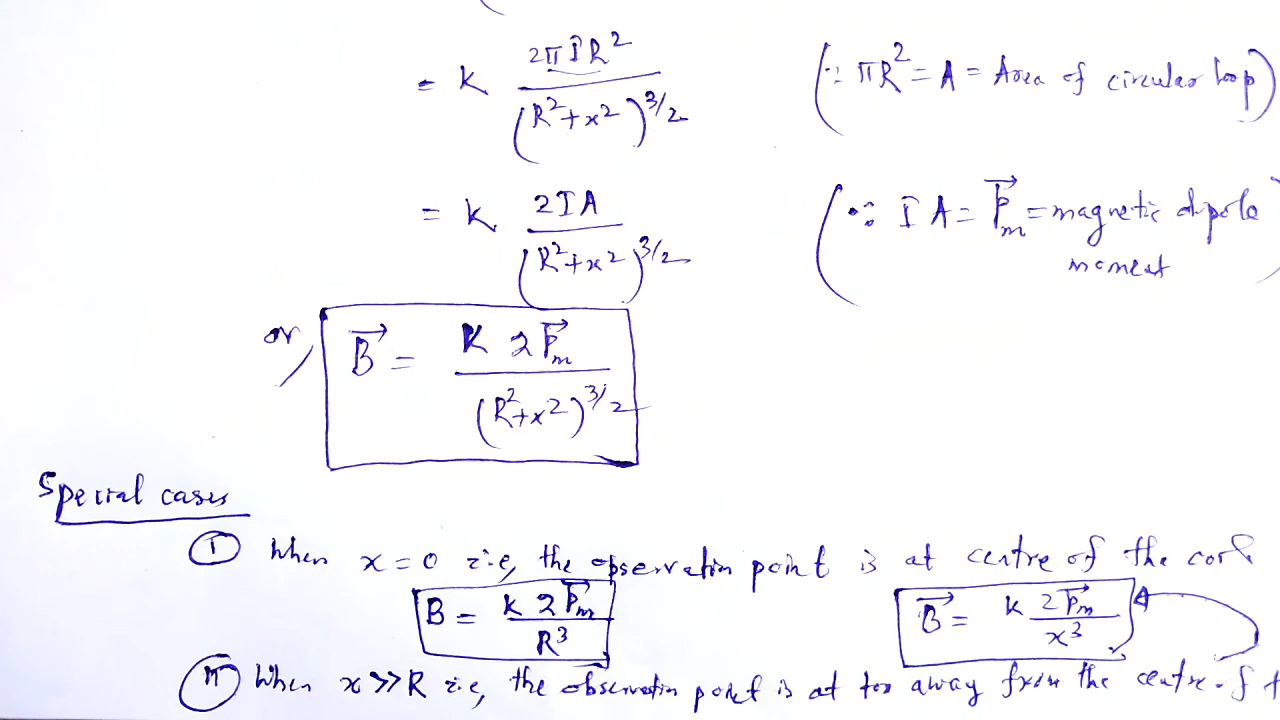 = K 2πIR² / (R²+x²)^3/2 (∵ πR² = A = Area of circular loop)
= K 2IA / (R²+x²)^3/2 (∵ IA = P⃗m = magnetic dipole
moment
or, B⃗ = K 2P⃗m / (R²+x²)^3/2
Special cases
(I) When x = 0 i.e, the observation point is at centre of the coil
B = K 2P⃗m / R³
B⃗ = K 2P⃗m / x³
(II) When x >> R i.e, the observation point is at too away from the centre of